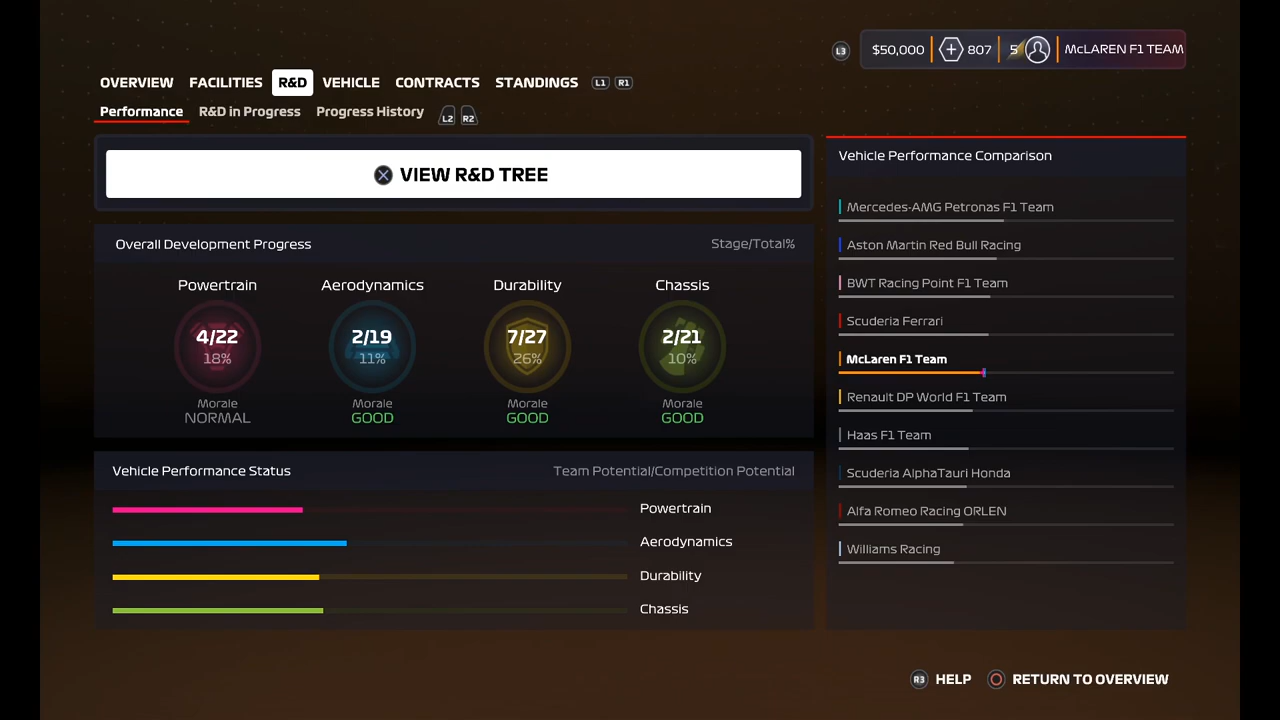 L3 $50,000 807 5 McLAREN F1 TEAM
OVERVIEW FACILITIES R&D VEHICLE CONTRACTS STANDINGS L1 R1
Performance R&D in Progress Progress History L2 R2
VIEW R&D TREE
Overall Development Progress Stage/Total%
Powertrain Aerodynamics Durability Chassis
4/22 2/19 7/27 2/21
18% 11% 26% 10%
Morale Morale Morale Morale
NORMAL GOOD GOOD GOOD
Vehicle Performance Status Team Potential/Competition Potential
Powertrain
Aerodynamics
Durability
Chassis
Vehicle Performance Comparison
Mercedes-AMG Petronas F1 Team
Aston Martin Red Bull Racing
BWT Racing Point F1 Team
Scuderia Ferrari
McLaren F1 Team
Renault DP World F1 Team
Haas F1 Team
Scuderia AlphaTauri Honda
Alfa Romeo Racing ORLEN
Williams Racing
R3 HELP RETURN TO OVERVIEW